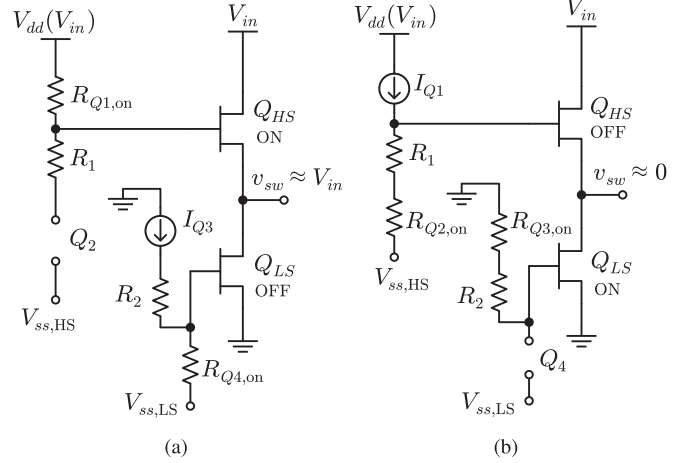 V_dd(V_in)
V_in
R_Q1,on
Q_HS
ON
R_1
v_sw ≈ V_in
Q_2
I_Q3
Q_LS
OFF
R_2
V_ss,HS
R_Q4,on
V_ss,LS
(a)
V_dd(V_in)
V_in
I_Q1
Q_HS
OFF
R_1
v_sw ≈ 0
R_Q2,on
R_Q3,on
Q_LS
ON
V_ss,HS
R_2
Q_4
V_ss,LS
(b)